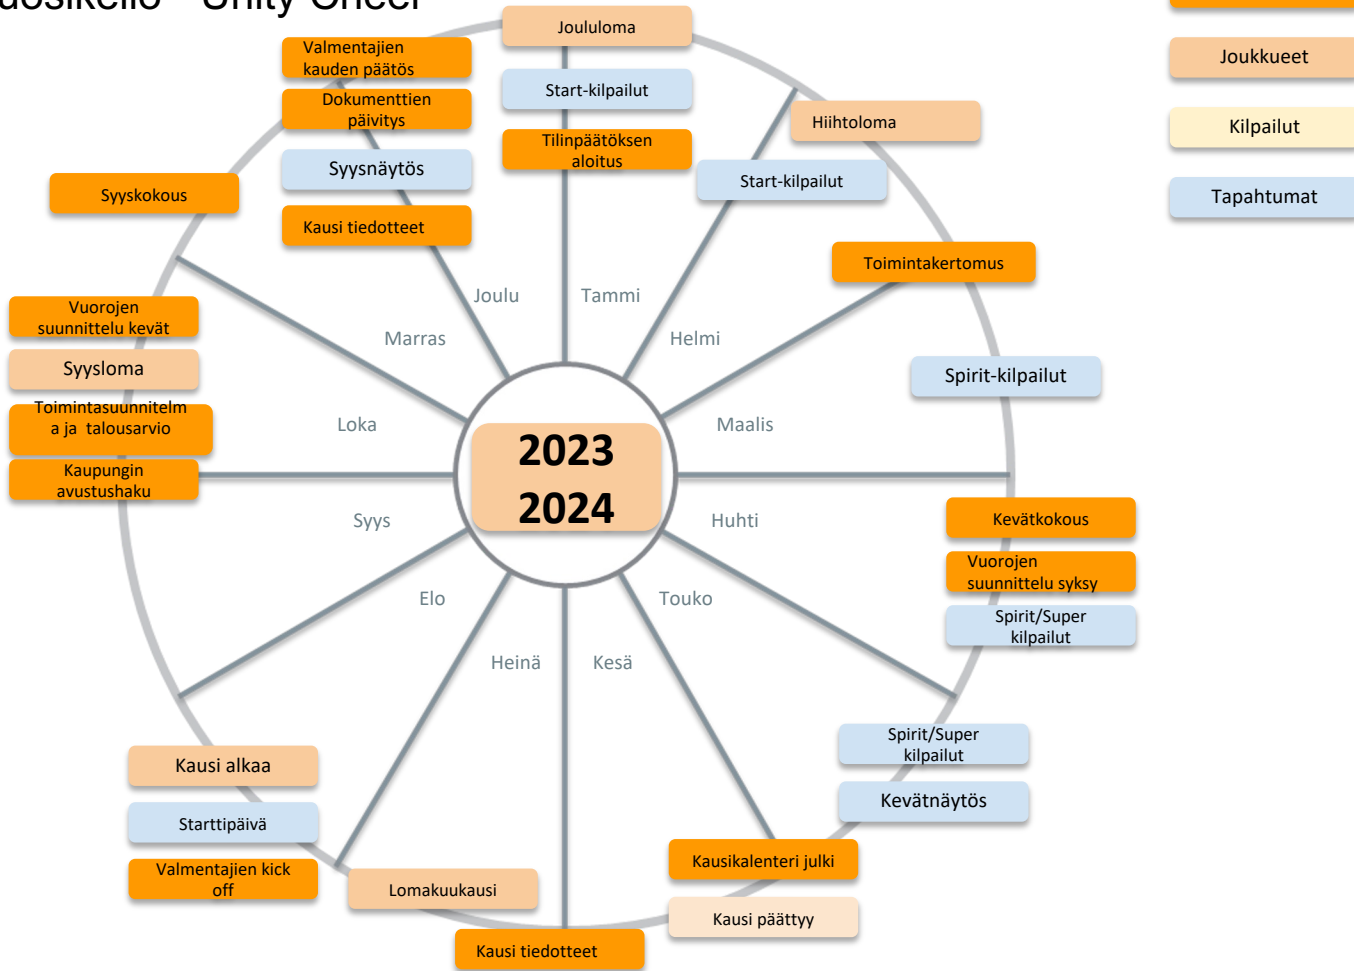 uosikello - Unity Cheer
Joukkueet
Kilpailut
Tapahtumat
Joululoma
Start-kilpailut
Tilinpäätöksen
aloitus
Hiihtoloma
Start-kilpailut
Toimintakertomus
Spirit-kilpailut
Kevätkokous
Vuorojen
suunnittelu syksy
Spirit/Super
kilpailut
Spirit/Super
kilpailut
Kevätnäytös
Kausikalenteri julki
Kausi päättyy
Kausi tiedotteet
Lomakuukausi
Kausi alkaa
Starttipäivä
Valmentajien kick
off
Vuorojen
suunnittelu kevät
Syysloma
Toimintasuunnitelm
a ja talousarvio
Kaupungin
avustushaku
Syyskokous
Valmentajien
kauden päätös
Dokumenttien
päivitys
Syysnäytös
Kausi tiedotteet
Tammi
Helmi
Maalis
Huhti
Touko
Kesä
Heinä
Elo
Syys
Loka
Marras
Joulu
2023
2024